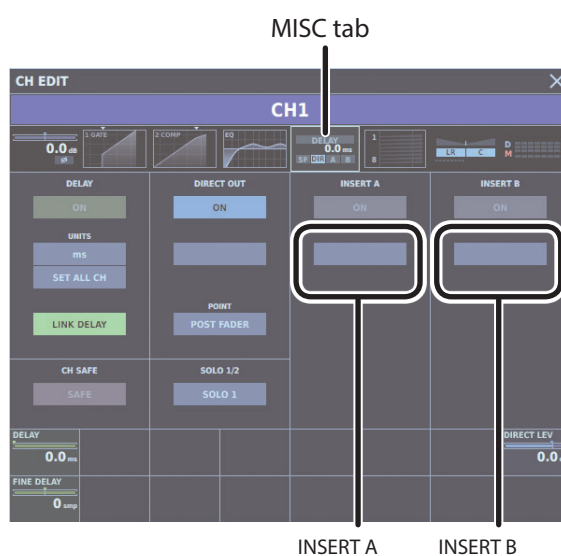 MISC tab
CH EDIT
CH1
0.0 dB
Ø
1 GATE
2 COMP
EQ
DELAY
0.0 ms
SP DIR A B
1
8
LR C
D
M
DELAY
DIRECT OUT
INSERT A
INSERT B
ON
ON
ON
ON
UNITS
ms
SET ALL CH
POINT
LINK DELAY
POST FADER
CH SAFE
SOLO 1/2
SAFE
SOLO 1
DELAY
DIRECT LEV
0.0 ms
0.0
FINE DELAY
0 smp
INSERT A
INSERT B